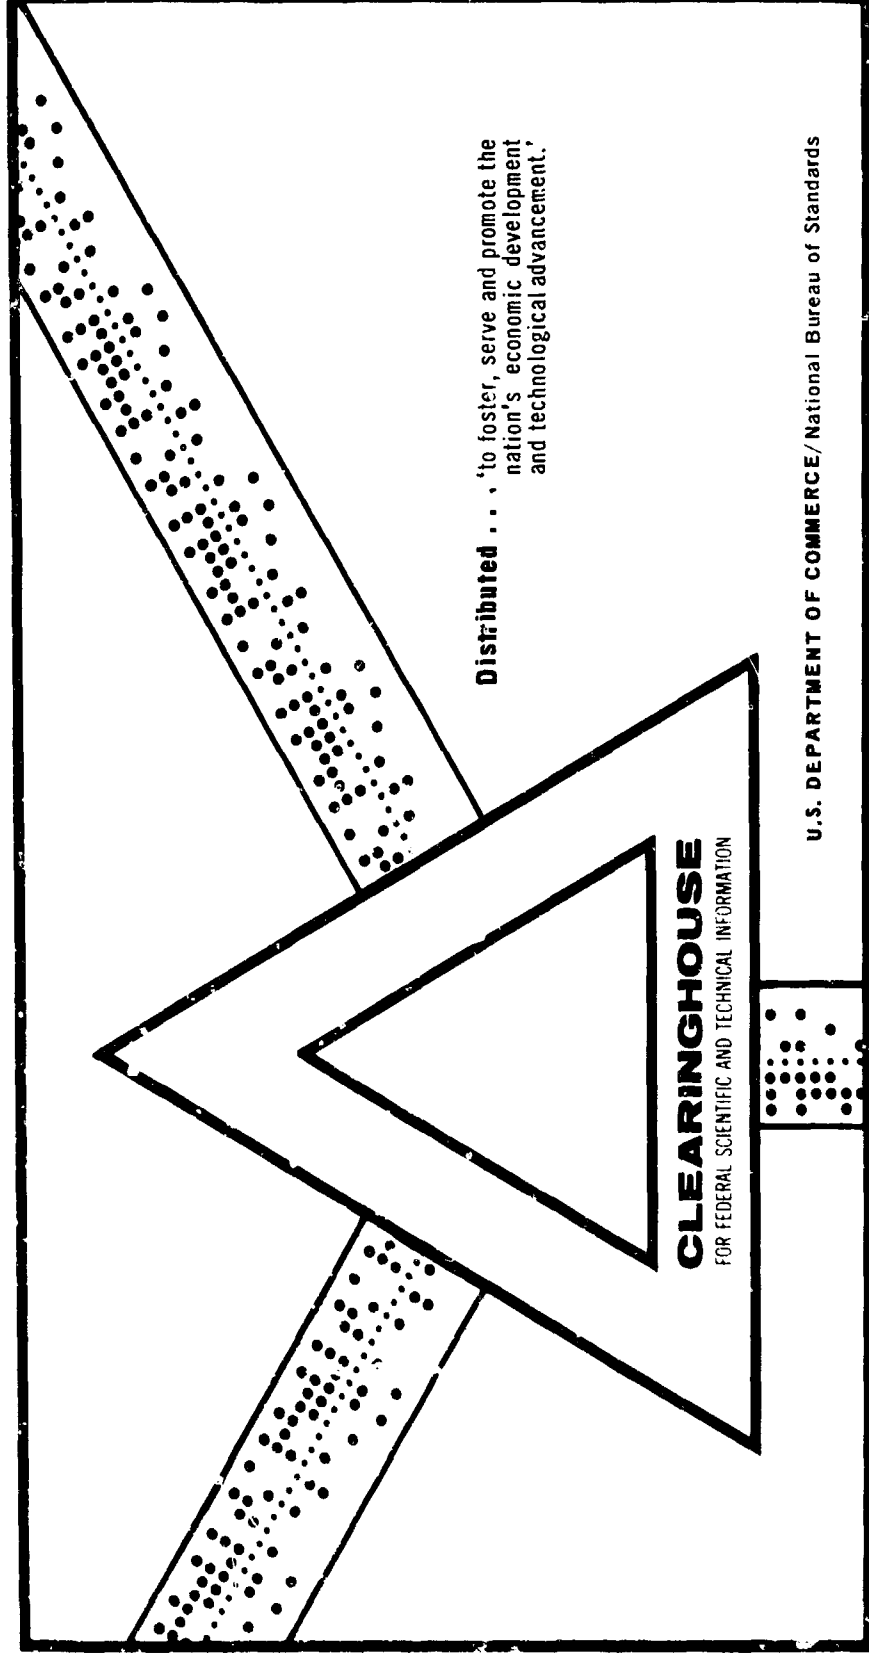 Distributed . . . 'to foster, serve and promote the
nation's economic development
and technological advancement.'
CLEARINGHOUSE
FOR FEDERAL SCIENTIFIC AND TECHNICAL INFORMATION
U.S. DEPARTMENT OF COMMERCE/National Bureau of Standards